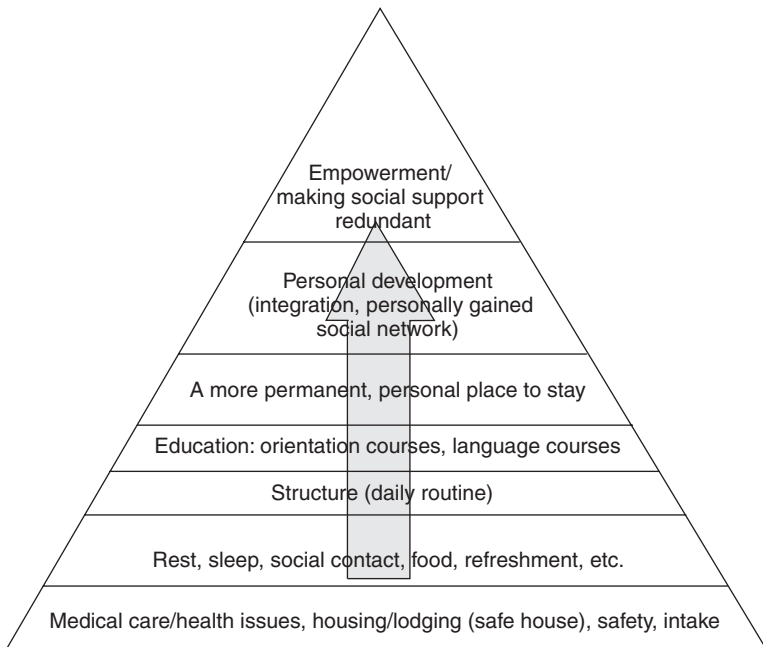 Empowerment/
making social support
redundant
Personal development
(integration, personally gained
social network)
A more permanent, personal place to stay
Education: orientation courses, language courses
Structure (daily routine)
Rest, sleep, social contact, food, refreshment, etc.
Medical care/health issues, housing/lodging (safe house), safety, intake